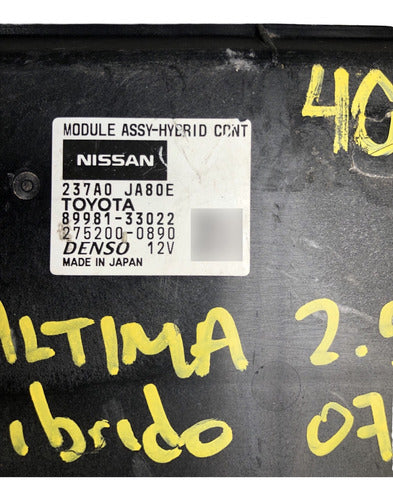 40
MODULE ASSY-HYBRID CONT
NISSAN
237A0 JA80E
TOYOTA
89981-33022
275200-0890
DENSO 12V
MADE IN JAPAN
ALTIMA 2.5
ibrido 07